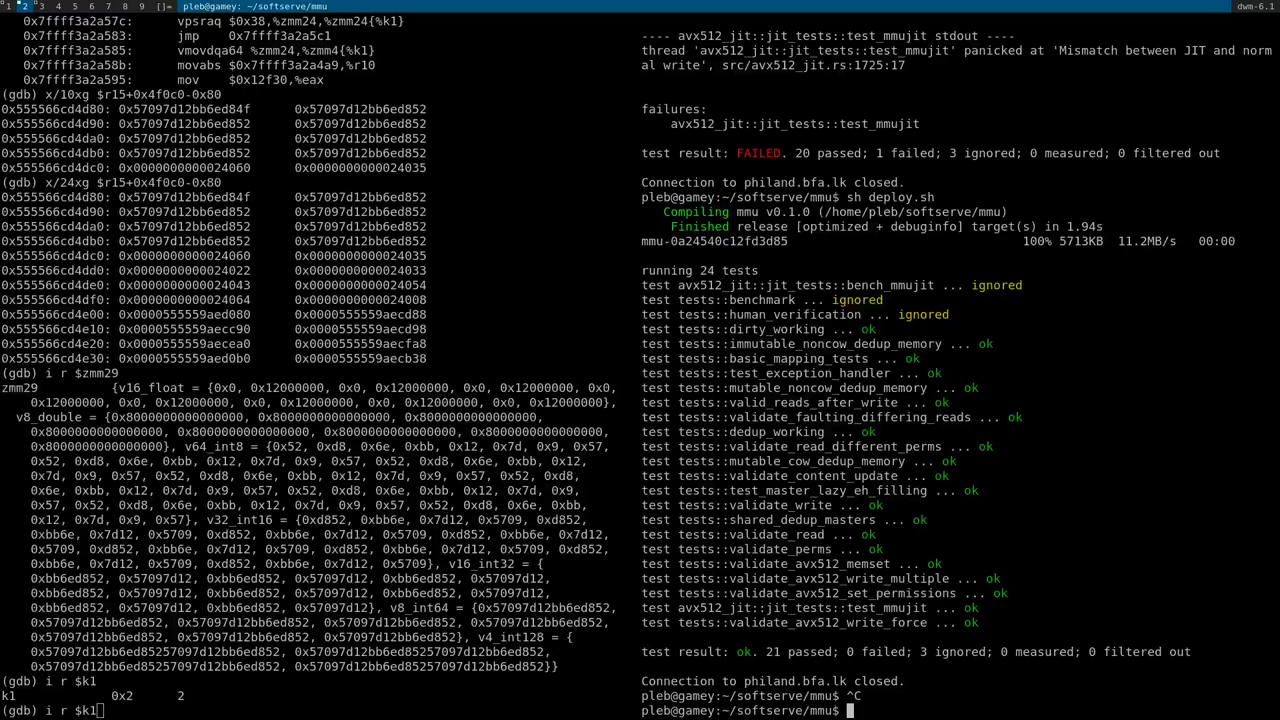 1 2 3 4 5 6 7 8 9 []= pleb@gamey:~/softserve/mmu dwm-6.1
0x7ffff3a2a57c: vpsraq $0x38,%zmm24,%zmm24{%k1}
0x7ffff3a2a583: jmp 0x7ffff3a2a5c1
0x7ffff3a2a585: vmovdqa64 %zmm24,%zmm4{%k1}
0x7ffff3a2a58b: movabs $0x7ffff3a2a4a9,%r10
0x7ffff3a2a595: mov $0x12f30,%eax
(gdb) x/10xg $r15+0x4f0c0-0x80
0x555566cd4d80: 0x57097d12bb6ed84f 0x57097d12bb6ed852
0x555566cd4d90: 0x57097d12bb6ed852 0x57097d12bb6ed852
0x555566cd4da0: 0x57097d12bb6ed852 0x57097d12bb6ed852
0x555566cd4db0: 0x57097d12bb6ed852 0x57097d12bb6ed852
0x555566cd4dc0: 0x0000000000024060 0x0000000000024035
(gdb) x/24xg $r15+0x4f0c0-0x80
0x555566cd4d80: 0x57097d12bb6ed84f 0x57097d12bb6ed852
0x555566cd4d90: 0x57097d12bb6ed852 0x57097d12bb6ed852
0x555566cd4da0: 0x57097d12bb6ed852 0x57097d12bb6ed852
0x555566cd4db0: 0x57097d12bb6ed852 0x57097d12bb6ed852
0x555566cd4dc0: 0x0000000000024060 0x0000000000024035
0x555566cd4dd0: 0x0000000000024022 0x0000000000024033
0x555566cd4de0: 0x0000000000024043 0x0000000000024054
0x555566cd4df0: 0x0000000000024064 0x0000000000024008
0x555566cd4e00: 0x0000555559aed080 0x0000555559aecd88
0x555566cd4e10: 0x0000555559aecc90 0x0000555559aecd98
0x555566cd4e20: 0x0000555559aecea0 0x0000555559aecfa8
0x555566cd4e30: 0x0000555559aed0b0 0x0000555559aecb38
(gdb) i r $zmm29
zmm29 {v16_float = {0x0, 0x12000000, 0x0, 0x12000000, 0x0, 0x12000000, 0x0,
0x12000000, 0x0, 0x12000000, 0x0, 0x12000000, 0x0, 0x12000000, 0x0, 0x12000000},
v8_double = {0x8000000000000000, 0x8000000000000000, 0x8000000000000000,
0x8000000000000000, 0x8000000000000000, 0x8000000000000000, 0x8000000000000000,
0x8000000000000000}, v64_int8 = {0x52, 0xd8, 0x6e, 0xbb, 0x12, 0x7d, 0x9, 0x57,
0x52, 0xd8, 0x6e, 0xbb, 0x12, 0x7d, 0x9, 0x57, 0x52, 0xd8, 0x6e, 0xbb, 0x12,
0x7d, 0x9, 0x57, 0x52, 0xd8, 0x6e, 0xbb, 0x12, 0x7d, 0x9, 0x57, 0x52, 0xd8,
0x6e, 0xbb, 0x12, 0x7d, 0x9, 0x57, 0x52, 0xd8, 0x6e, 0xbb, 0x12, 0x7d, 0x9,
0x57, 0x52, 0xd8, 0x6e, 0xbb, 0x12, 0x7d, 0x9, 0x57, 0x52, 0xd8, 0x6e, 0xbb,
0x12, 0x7d, 0x9, 0x57}, v32_int16 = {0xd852, 0xbb6e, 0x7d12, 0x5709, 0xd852,
0xbb6e, 0x7d12, 0x5709, 0xd852, 0xbb6e, 0x7d12, 0x5709, 0xd852, 0xbb6e, 0x7d12,
0x5709, 0xd852, 0xbb6e, 0x7d12, 0x5709, 0xd852, 0xbb6e, 0x7d12, 0x5709, 0xd852,
0xbb6e, 0x7d12, 0x5709, 0xd852, 0xbb6e, 0x7d12, 0x5709}, v16_int32 = {
0xbb6ed852, 0x57097d12, 0xbb6ed852, 0x57097d12, 0xbb6ed852, 0x57097d12,
0xbb6ed852, 0x57097d12, 0xbb6ed852, 0x57097d12, 0xbb6ed852, 0x57097d12,
0xbb6ed852, 0x57097d12, 0xbb6ed852, 0x57097d12}, v8_int64 = {0x57097d12bb6ed852,
0x57097d12bb6ed852, 0x57097d12bb6ed852, 0x57097d12bb6ed852, 0x57097d12bb6ed852,
0x57097d12bb6ed852, 0x57097d12bb6ed852, 0x57097d12bb6ed852}, v4_int128 = {
0x57097d12bb6ed85257097d12bb6ed852, 0x57097d12bb6ed85257097d12bb6ed852,
0x57097d12bb6ed85257097d12bb6ed852, 0x57097d12bb6ed85257097d12bb6ed852}}
(gdb) i r $k1
k1 0x2 2
(gdb) i r $k1
---- avx512_jit::jit_tests::test_mmujit stdout ----
thread 'avx512_jit::jit_tests::test_mmujit' panicked at 'Mismatch between JIT and norm
al write', src/avx512_jit.rs:1725:17
failures:
avx512_jit::jit_tests::test_mmujit
test result: FAILED. 20 passed; 1 failed; 3 ignored; 0 measured; 0 filtered out
Connection to philand.bfa.lk closed.
pleb@gamey:~/softserve/mmu$ sh deploy.sh
Compiling mmu v0.1.0 (/home/pleb/softserve/mmu)
Finished release [optimized + debuginfo] target(s) in 1.94s
mmu-0a24540c12fd3d85 100% 5713KB 11.2MB/s 00:00
running 24 tests
test avx512_jit::jit_tests::bench_mmujit ... ignored
test tests::benchmark ... ignored
test tests::human_verification ... ignored
test tests::dirty_working ... ok
test tests::immutable_noncow_dedup_memory ... ok
test tests::basic_mapping_tests ... ok
test tests::test_exception_handler ... ok
test tests::mutable_noncow_dedup_memory ... ok
test tests::valid_reads_after_write ... ok
test tests::validate_faulting_differing_reads ... ok
test tests::dedup_working ... ok
test tests::validate_read_different_perms ... ok
test tests::mutable_cow_dedup_memory ... ok
test tests::validate_content_update ... ok
test tests::test_master_lazy_eh_filling ... ok
test tests::validate_write ... ok
test tests::shared_dedup_masters ... ok
test tests::validate_read ... ok
test tests::validate_perms ... ok
test tests::validate_avx512_memset ... ok
test tests::validate_avx512_write_multiple ... ok
test tests::validate_avx512_set_permissions ... ok
test avx512_jit::jit_tests::test_mmujit ... ok
test tests::validate_avx512_write_force ... ok
test result: ok. 21 passed; 0 failed; 3 ignored; 0 measured; 0 filtered out
Connection to philand.bfa.lk closed.
pleb@gamey:~/softserve/mmu$ ^C
pleb@gamey:~/softserve/mmu$